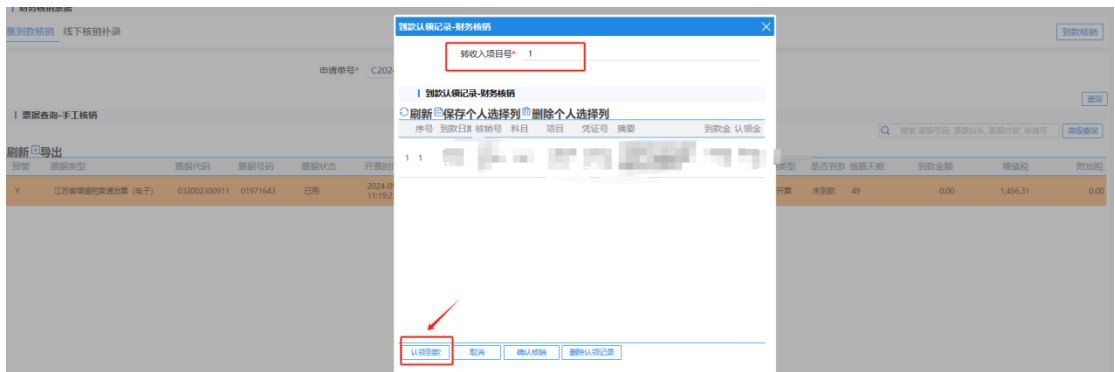 财务核销票据
票到款核销 线下核销补录
到款核销
申请单号* C202
查询
票据查询-手工核销
搜索 票据号码, 票据抬头, 票据内容, 申请号 高级查询
刷新 导出
预警 票据类型 票据代码 票据号码 票据状态 开票时 类型 是否到款 借票天数 到款金额 增值税 附加税
Y 江苏省增值税普通发票（电子） 032002300911 01971643 已用 2024-09 11:19:2 开票 未到款 49 0.00 1,456.31 0.00
到款认领记录-财务核销
转收入项目号* 1
到款认领记录-财务核销
刷新 保存个人选择列 删除个人选择列
序号 到款日期 核销号 科目 项目 凭证号 摘要 到款金 认领金
1 1
认领到款 取消 确认核销 删除认领记录